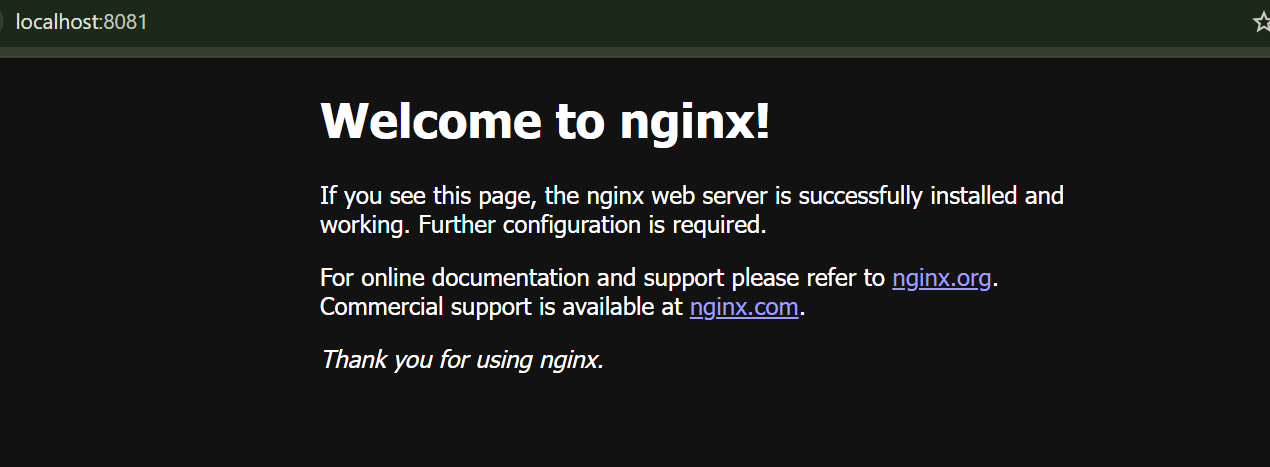 localhost:8081
Welcome to nginx!
If you see this page, the nginx web server is successfully installed and
working. Further configuration is required.
For online documentation and support please refer to nginx.org.
Commercial support is available at nginx.com.
Thank you for using nginx.